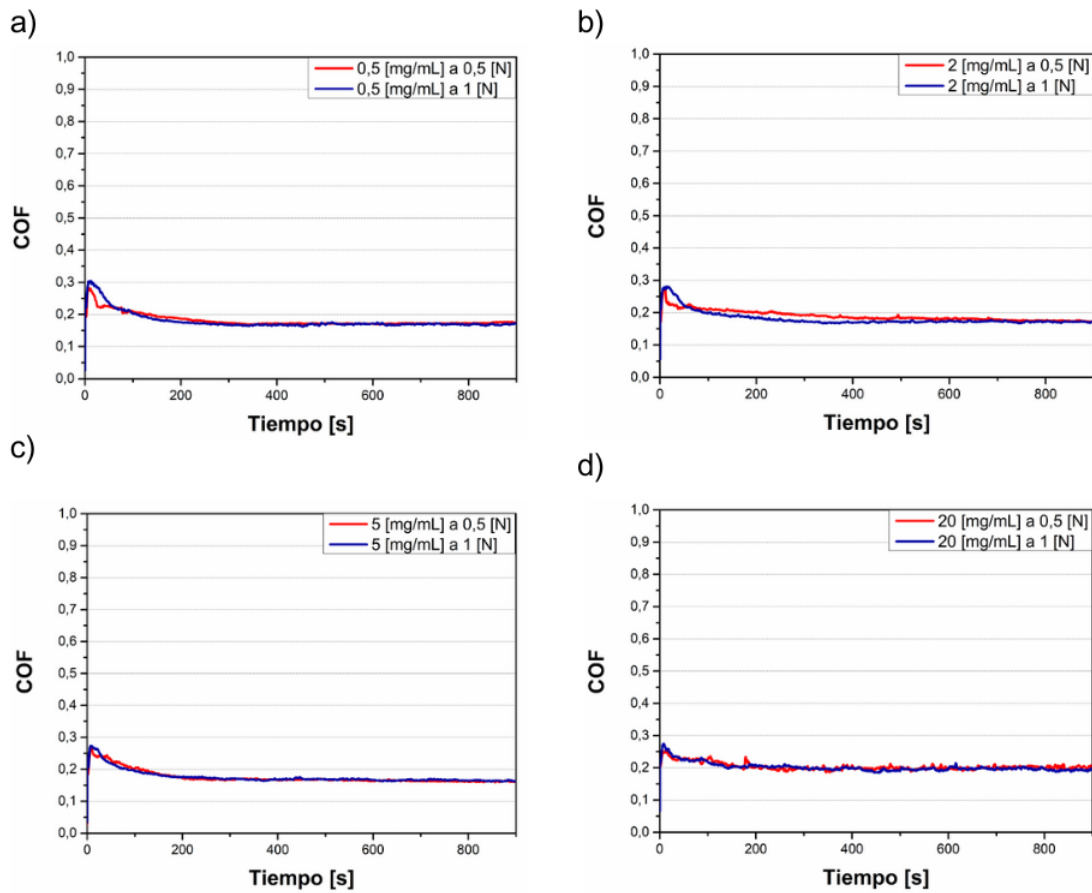 a)
1,0
0,9
0,8
0,7
0,6
0,5
0,4
0,3
0,2
0,1
0,0
COF
0,5 [mg/mL] a 0,5 [N]
0,5 [mg/mL] a 1 [N]
0 200 400 600 800
Tiempo [s]
b)
1,0
0,9
0,8
0,7
0,6
0,5
0,4
0,3
0,2
0,1
0,0
COF
2 [mg/mL] a 0,5 [N]
2 [mg/mL] a 1 [N]
0 200 400 600 800
Tiempo [s]
c)
1,0
0,9
0,8
0,7
0,6
0,5
0,4
0,3
0,2
0,1
0,0
COF
5 [mg/mL] a 0,5 [N]
5 [mg/mL] a 1 [N]
0 200 400 600 800
Tiempo [s]
d)
1,0
0,9
0,8
0,7
0,6
0,5
0,4
0,3
0,2
0,1
0,0
COF
20 [mg/mL] a 0,5 [N]
20 [mg/mL] a 1 [N]
0 200 400 600 800
Tiempo [s]